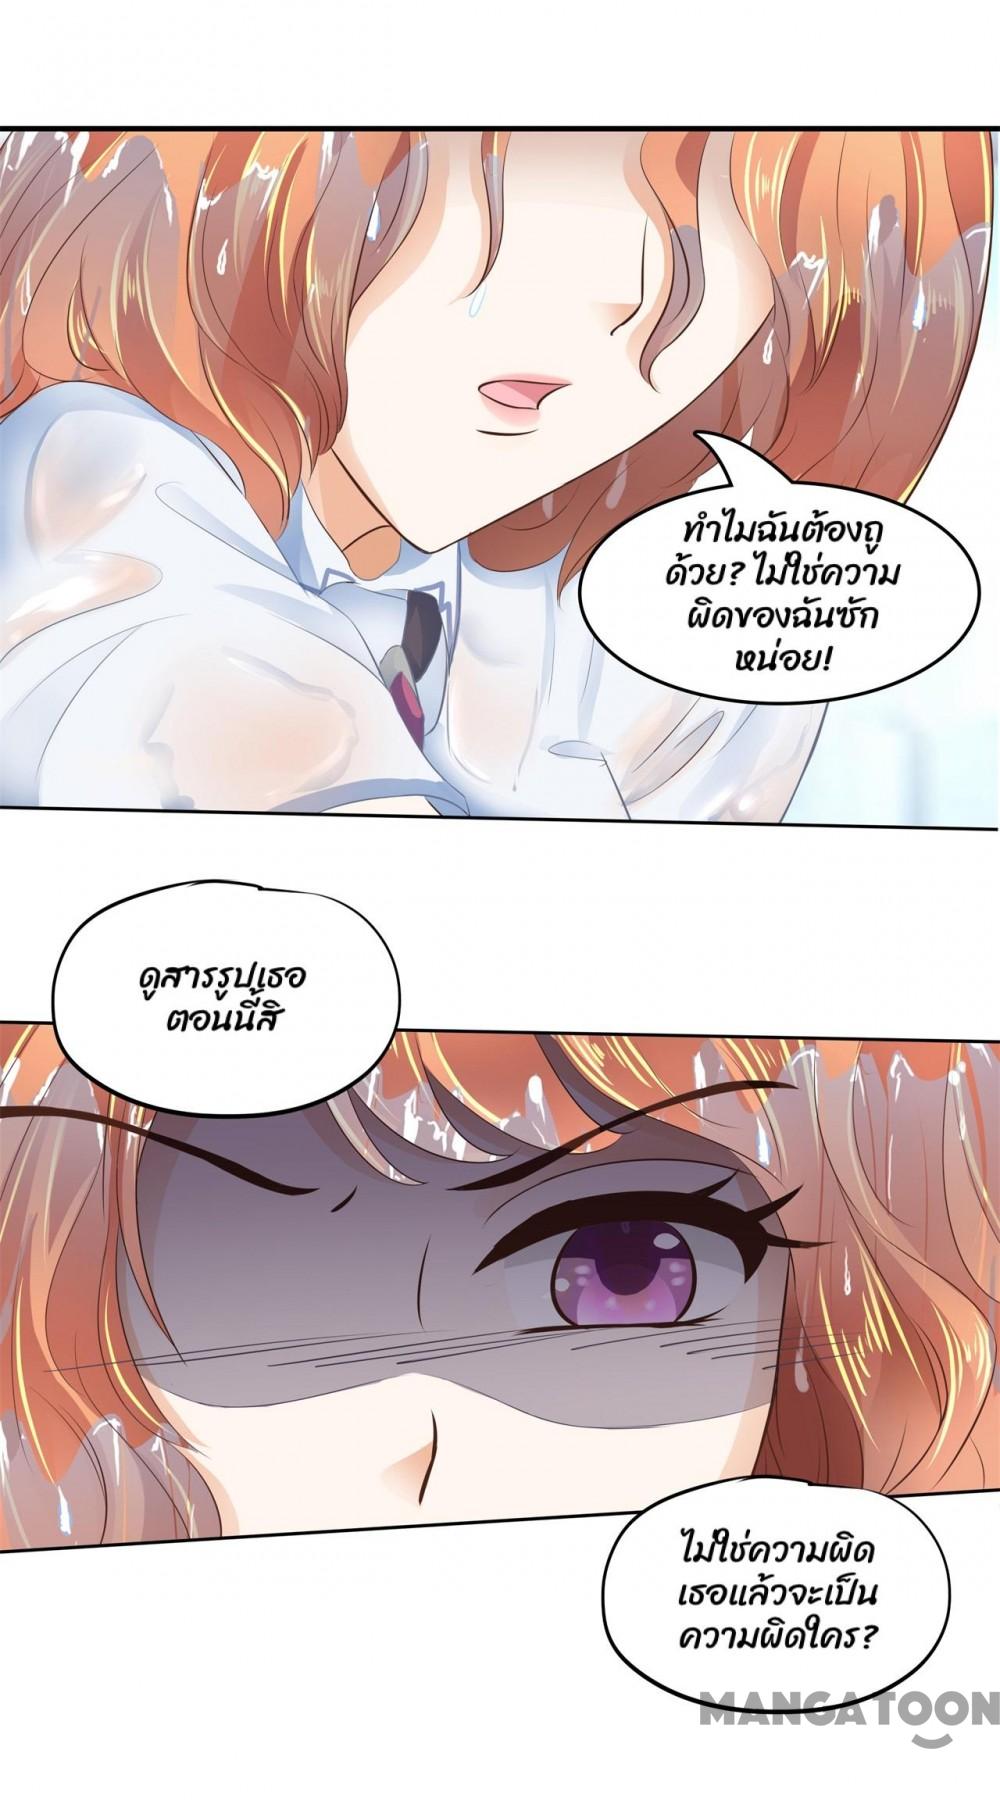 ทำไมฉันต้องถู
ด้วย? ไม่ใช่ความ
ผิดของฉันซัก
หน่อย!
ดูสารรูปเธอ
ตอนนี้สิ
ไม่ใช่ความผิด
เธอแล้วจะเป็น
ความผิดใคร?
MANGATOON